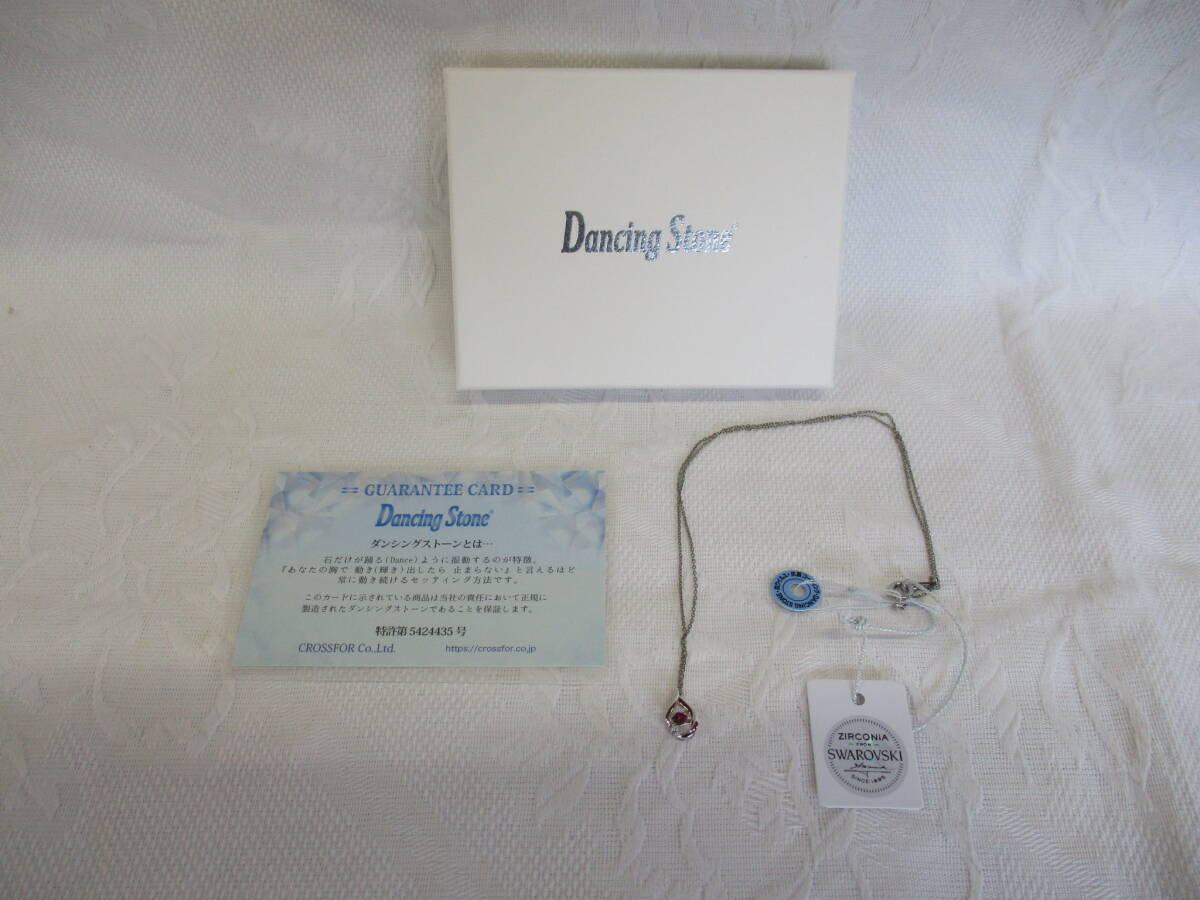 Dancing Stone
GUARANTEE CARD
Dancing Stone®
ダンシングストーンとは…
石だけが踊る(Dance)ように振動するのが特徴。
『あなたの胸で 動き(輝き)出したら 止まらない』と言えるほど
常に動き続けるセッティング方法です。
このカードに示されている商品は当社の責任において正規に
製造されたダンシングストーンであることを保証します。
特許第5424435号
CROSSFOR Co.,Ltd. https://crossfor.co.jp
DANCING STONE
ZIRCONIA
FROM
SWAROVSKI
SINCE 1895